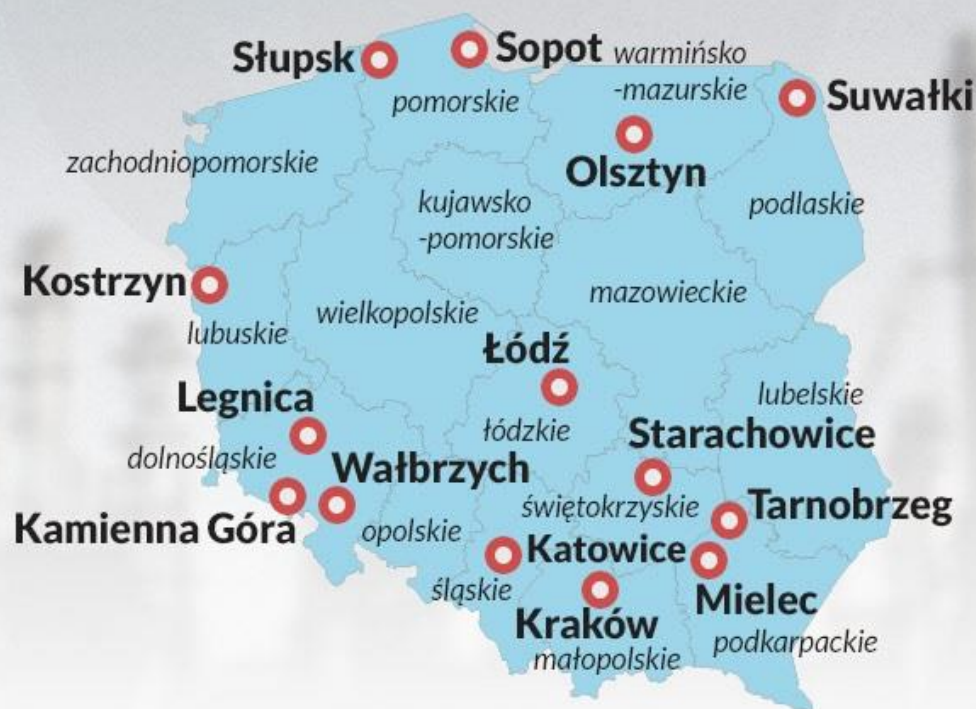 Słupsk
Sopot
warmińsko
-mazurskie
Suwałki
pomorskie
Olsztyn
zachodniopomorskie
kujawsko
-pomorskie
podlaskie
Kostrzyn
lubuskie
wielkopolskie
mazowieckie
Łódź
łódzkie
Legnica
dolnośląskie
Wałbrzych
Kamienna Góra
opolskie
lubelskie
Starachowice
świętokrzyskie
Tarnobrzeg
Katowice
śląskie
Kraków
małopolskie
Mielec
podkarpackie